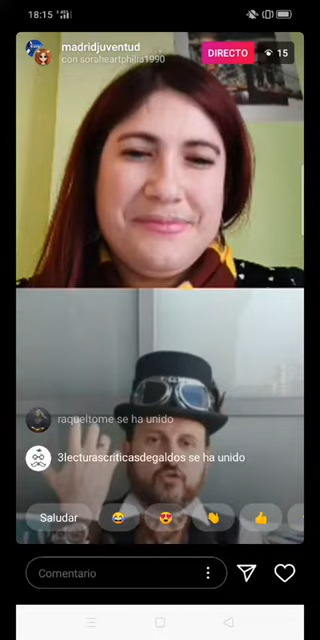 18:15
madridjuventud
con soraheartphilia1990
DIRECTO
15
raqueltome se ha unido
3lecturascriticasdegaldos se ha unido
Saludar
Comentario